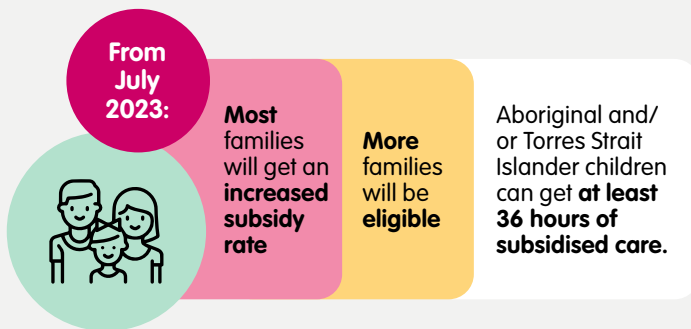 From
July
2023:
Most
families
will get an
increased
subsidy
rate
More
families
will be
eligible
Aboriginal and/
or Torres Strait
Islander children
can get at least
36 hours of
subsidised care.